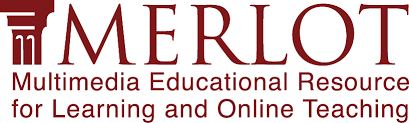 MERLOT
Multimedia Educational Resource
for Learning and Online Teaching